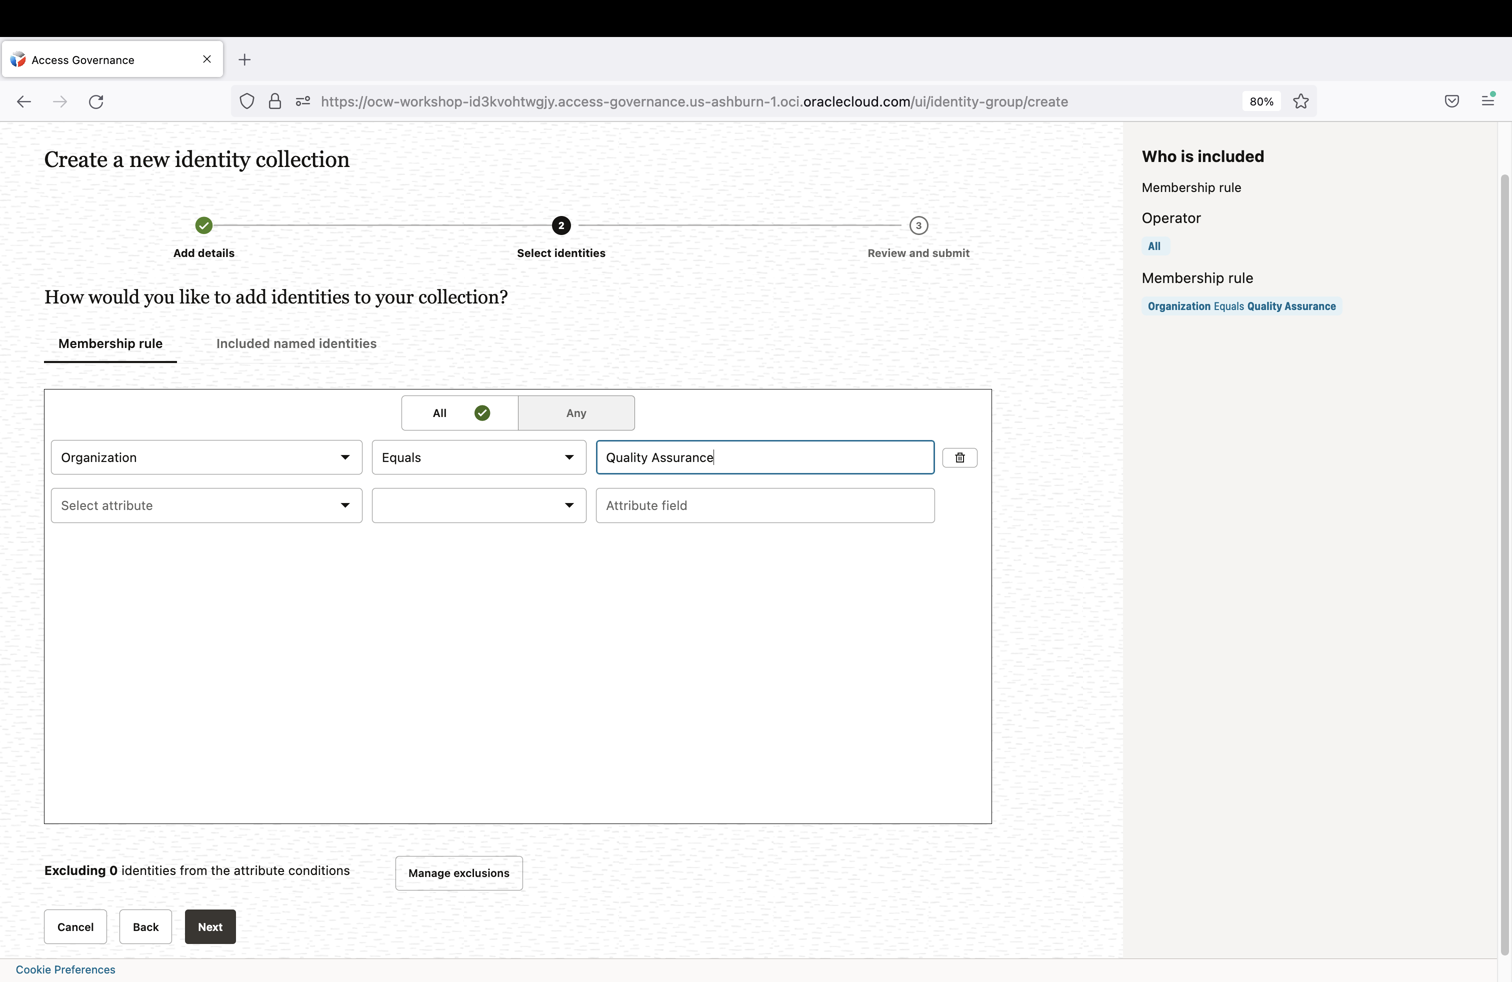 Access Governance
https://ocw-workshop-id3kvohtwgjy.access-governance.us-ashburn-1.oci.oraclecloud.com/ui/identity-group/create
80%
Create a new identity collection
2
3
Add details
Select identities
Review and submit
How would you like to add identities to your collection?
Membership rule
Included named identities
All
Any
Organization
Equals
Quality Assurance
Select attribute
Attribute field
Excluding 0 identities from the attribute conditions
Manage exclusions
Cancel
Back
Next
Cookie Preferences
Who is included
Membership rule
Operator
All
Membership rule
Organization Equals Quality Assurance